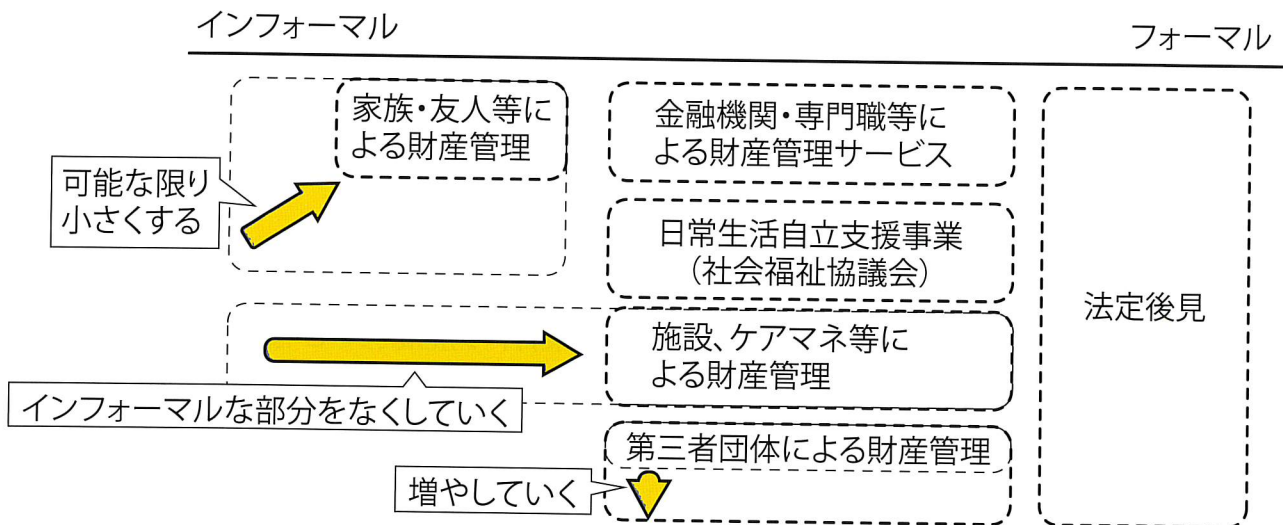 インフォーマル
フォーマル
家族・友人等に
よる財産管理
金融機関・専門職等に
よる財産管理サービス
可能な限り
小さくする
日常生活自立支援事業
（社会福祉協議会）
法定後見
施設、ケアマネ等に
よる財産管理
インフォーマルな部分をなくしていく
第三者団体による財産管理
増やしていく